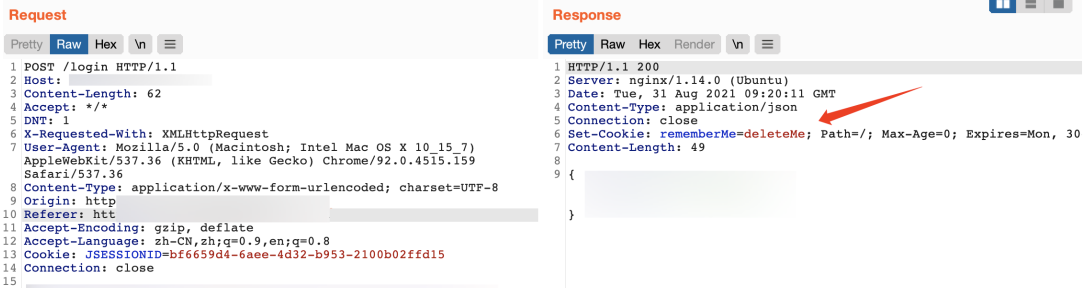 Request
Pretty Raw Hex \n
1 POST /login HTTP/1.1
2 Host:
3 Content-Length: 62
4 Accept: */*
5 DNT: 1
6 X-Requested-With: XMLHttpRequest
7 User-Agent: Mozilla/5.0 (Macintosh; Intel Mac OS X 10_15_7)
AppleWebKit/537.36 (KHTML, like Gecko) Chrome/92.0.4515.159
Safari/537.36
8 Content-Type: application/x-www-form-urlencoded; charset=UTF-8
9 Origin: http
10 Referer: htt
11 Accept-Encoding: gzip, deflate
12 Accept-Language: zh-CN,zh;q=0.9,en;q=0.8
13 Cookie: JSESSIONID=bf6659d4-6aee-4d32-b953-2100b02ffd15
14 Connection: close
15
Response
Pretty Raw Hex Render \n
1 HTTP/1.1 200
2 Server: nginx/1.14.0 (Ubuntu)
3 Date: Tue, 31 Aug 2021 09:20:11 GMT
4 Content-Type: application/json
5 Connection: close
6 Set-Cookie: rememberMe=deleteMe; Path=/; Max-Age=0; Expires=Mon, 30
7 Content-Length: 49
8
9 {
}